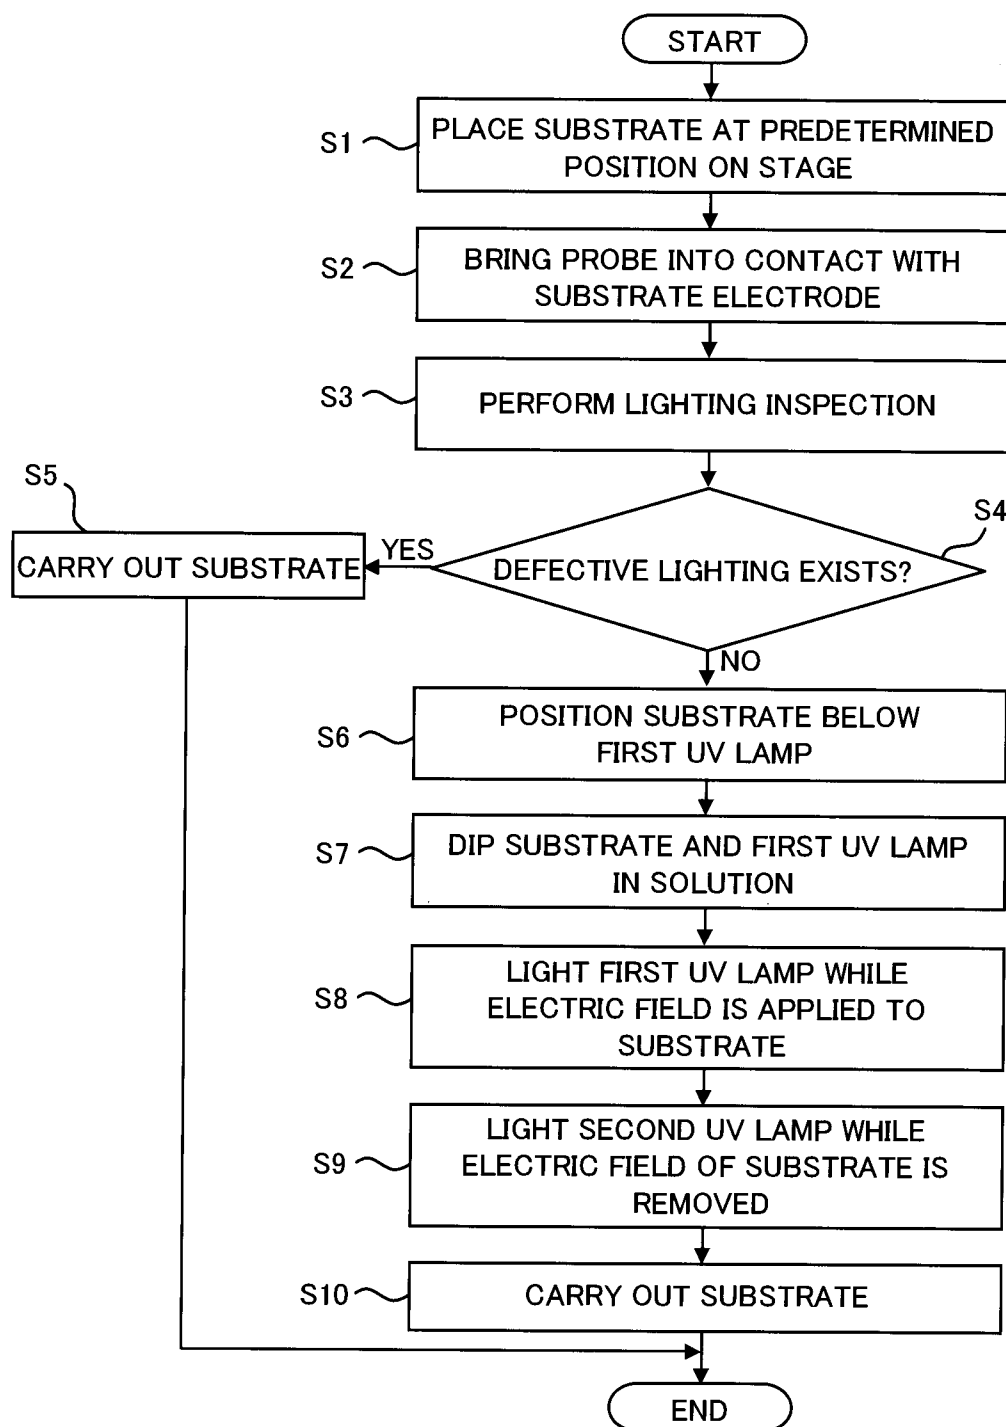 START
S1
PLACE SUBSTRATE AT PREDETERMINED
POSITION ON STAGE
S2
BRING PROBE INTO CONTACT WITH
SUBSTRATE ELECTRODE
S3
PERFORM LIGHTING INSPECTION
S4
DEFECTIVE LIGHTING EXISTS?
YES
S5
CARRY OUT SUBSTRATE
NO
S6
POSITION SUBSTRATE BELOW
FIRST UV LAMP
S7
DIP SUBSTRATE AND FIRST UV LAMP
IN SOLUTION
S8
LIGHT FIRST UV LAMP WHILE
ELECTRIC FIELD IS APPLIED TO
SUBSTRATE
S9
LIGHT SECOND UV LAMP WHILE
ELECTRIC FIELD OF SUBSTRATE IS
REMOVED
S10
CARRY OUT SUBSTRATE
END